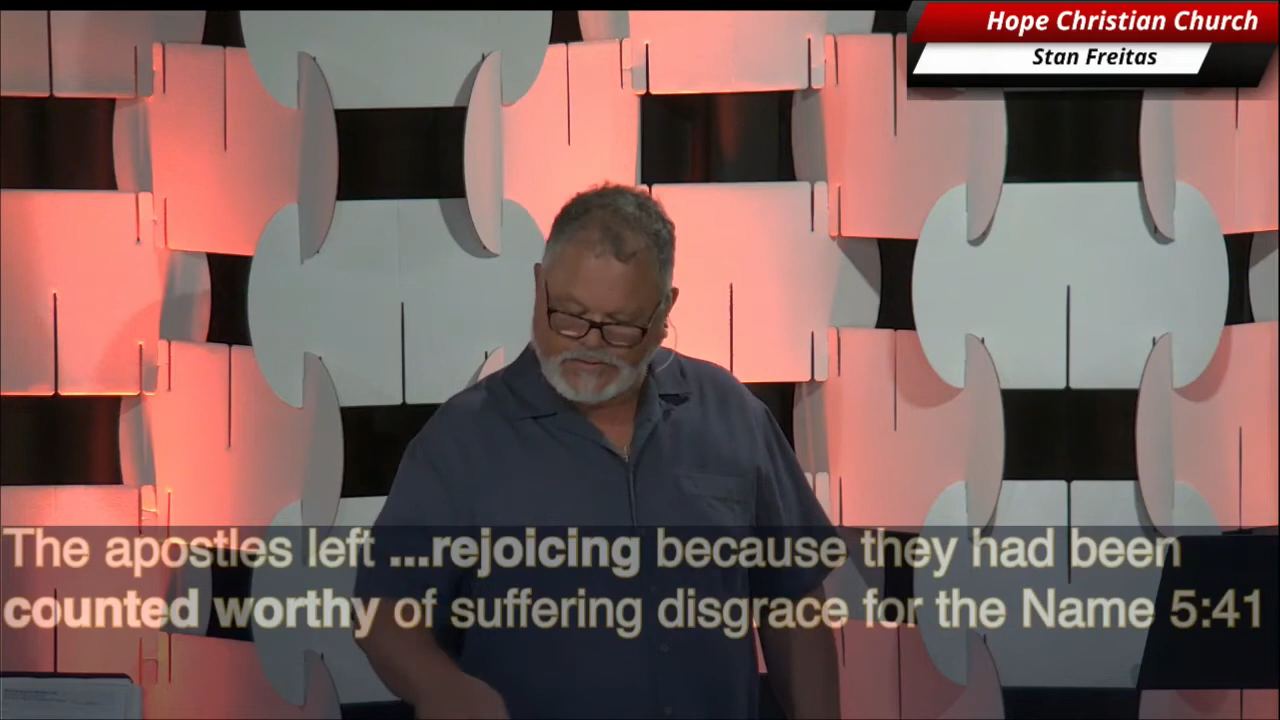 Hope Christian Church
Stan Freitas
The apostles left ...rejoicing because they had been
counted worthy of suffering disgrace for the Name 5:41